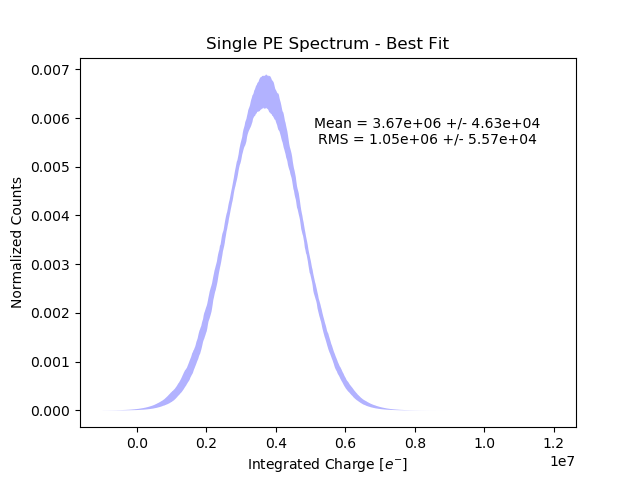 Single PE Spectrum - Best Fit
0.007
0.006
0.005
0.004
0.003
0.002
0.001
0.000
Normalized Counts
Mean = 3.67e+06 +/- 4.63e+04
RMS = 1.05e+06 +/- 5.57e+04
0.0 0.2 0.4 0.6 0.8 1.0 1.2
1e7
Integrated Charge [e⁻]